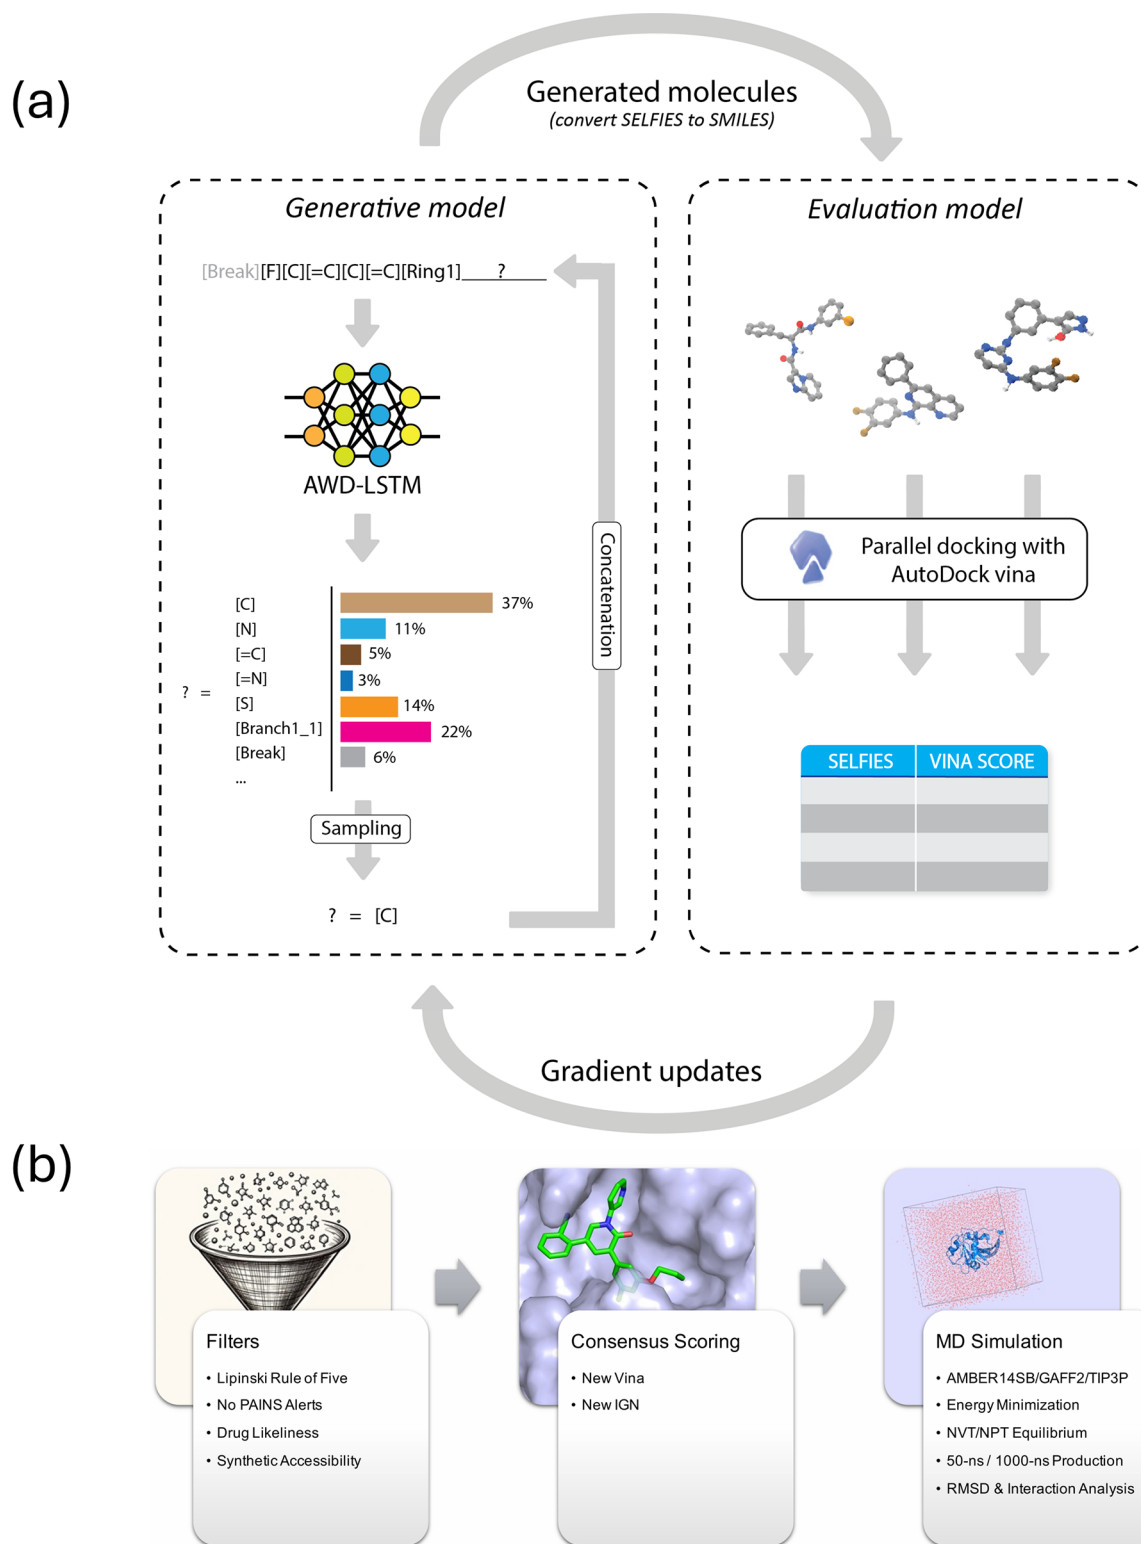 (a)
Generated molecules
(convert SELFIES to SMILES)
Generative model
[Break][F][C][=C][C][=C][Ring1]____?____
AWD-LSTM
? =
[C] 37%
[N] 11%
[=C] 5%
[=N] 3%
[S] 14%
[Branch1_1] 22%
[Break] 6%
...
Sampling
? = [C]
Concatenation
Evaluation model
Parallel docking with
AutoDock vina
SELFIES VINA SCORE
Gradient updates
(b)
Filters
• Lipinski Rule of Five
• No PAINS Alerts
• Drug Likeliness
• Synthetic Accessibility
Consensus Scoring
• New Vina
• New IGN
MD Simulation
• AMBER14SB/GAFF2/TIP3P
• Energy Minimization
• NVT/NPT Equilibrium
• 50-ns / 1000-ns Production
• RMSD & Interaction Analysis